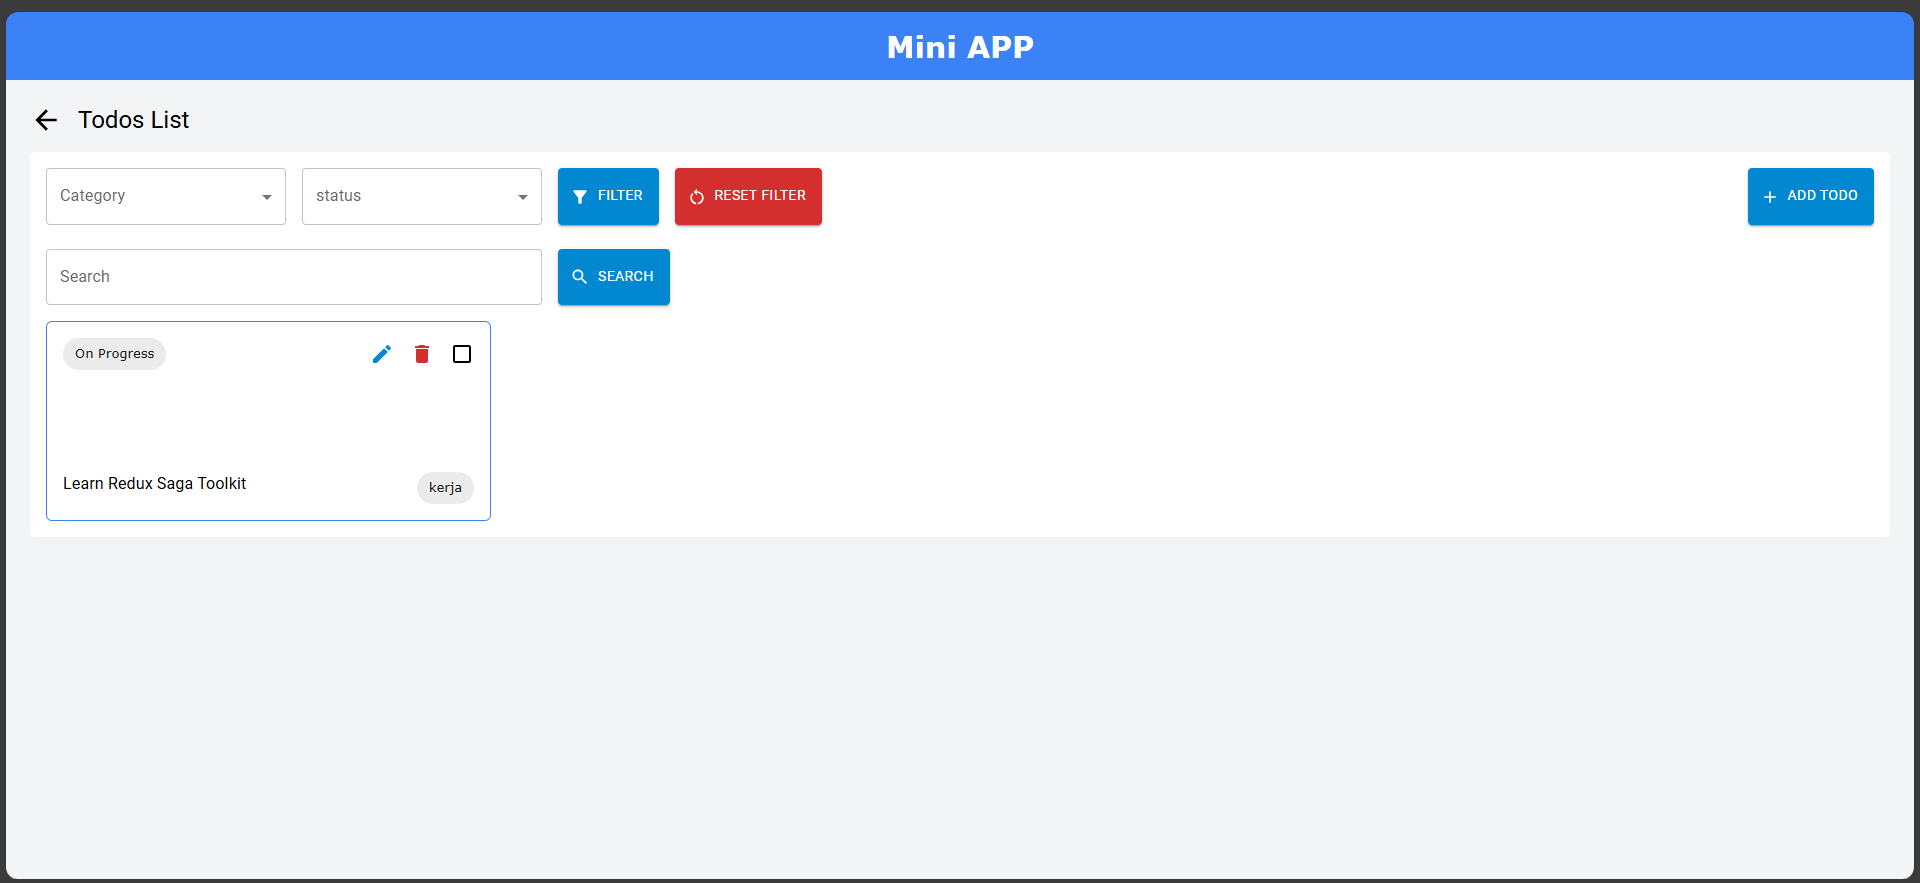 Mini APP
Todos List
Category
status
FILTER
RESET FILTER
ADD TODO
Search
SEARCH
On Progress
Learn Redux Saga Toolkit
kerja